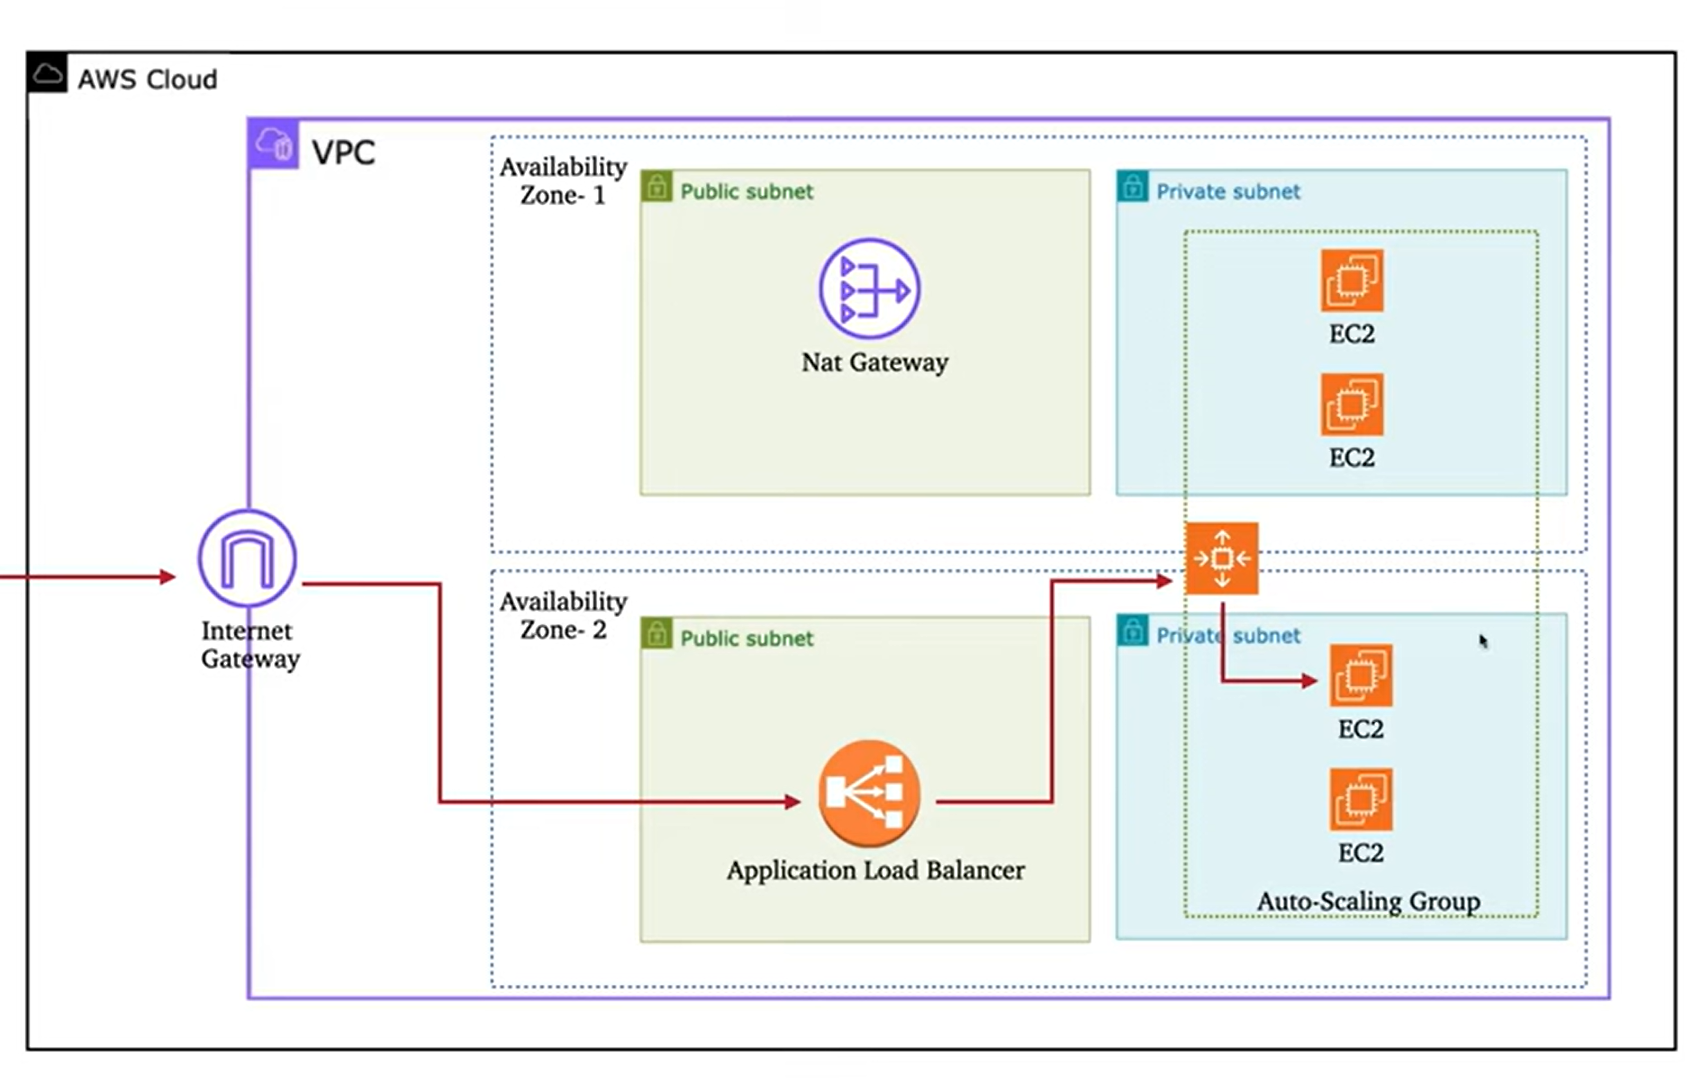 AWS Cloud
VPC
Availability
Zone- 1
Public subnet
Nat Gateway
Private subnet
EC2
EC2
Internet
Gateway
Availability
Zone- 2
Public subnet
Application Load Balancer
Private subnet
EC2
EC2
Auto-Scaling Group